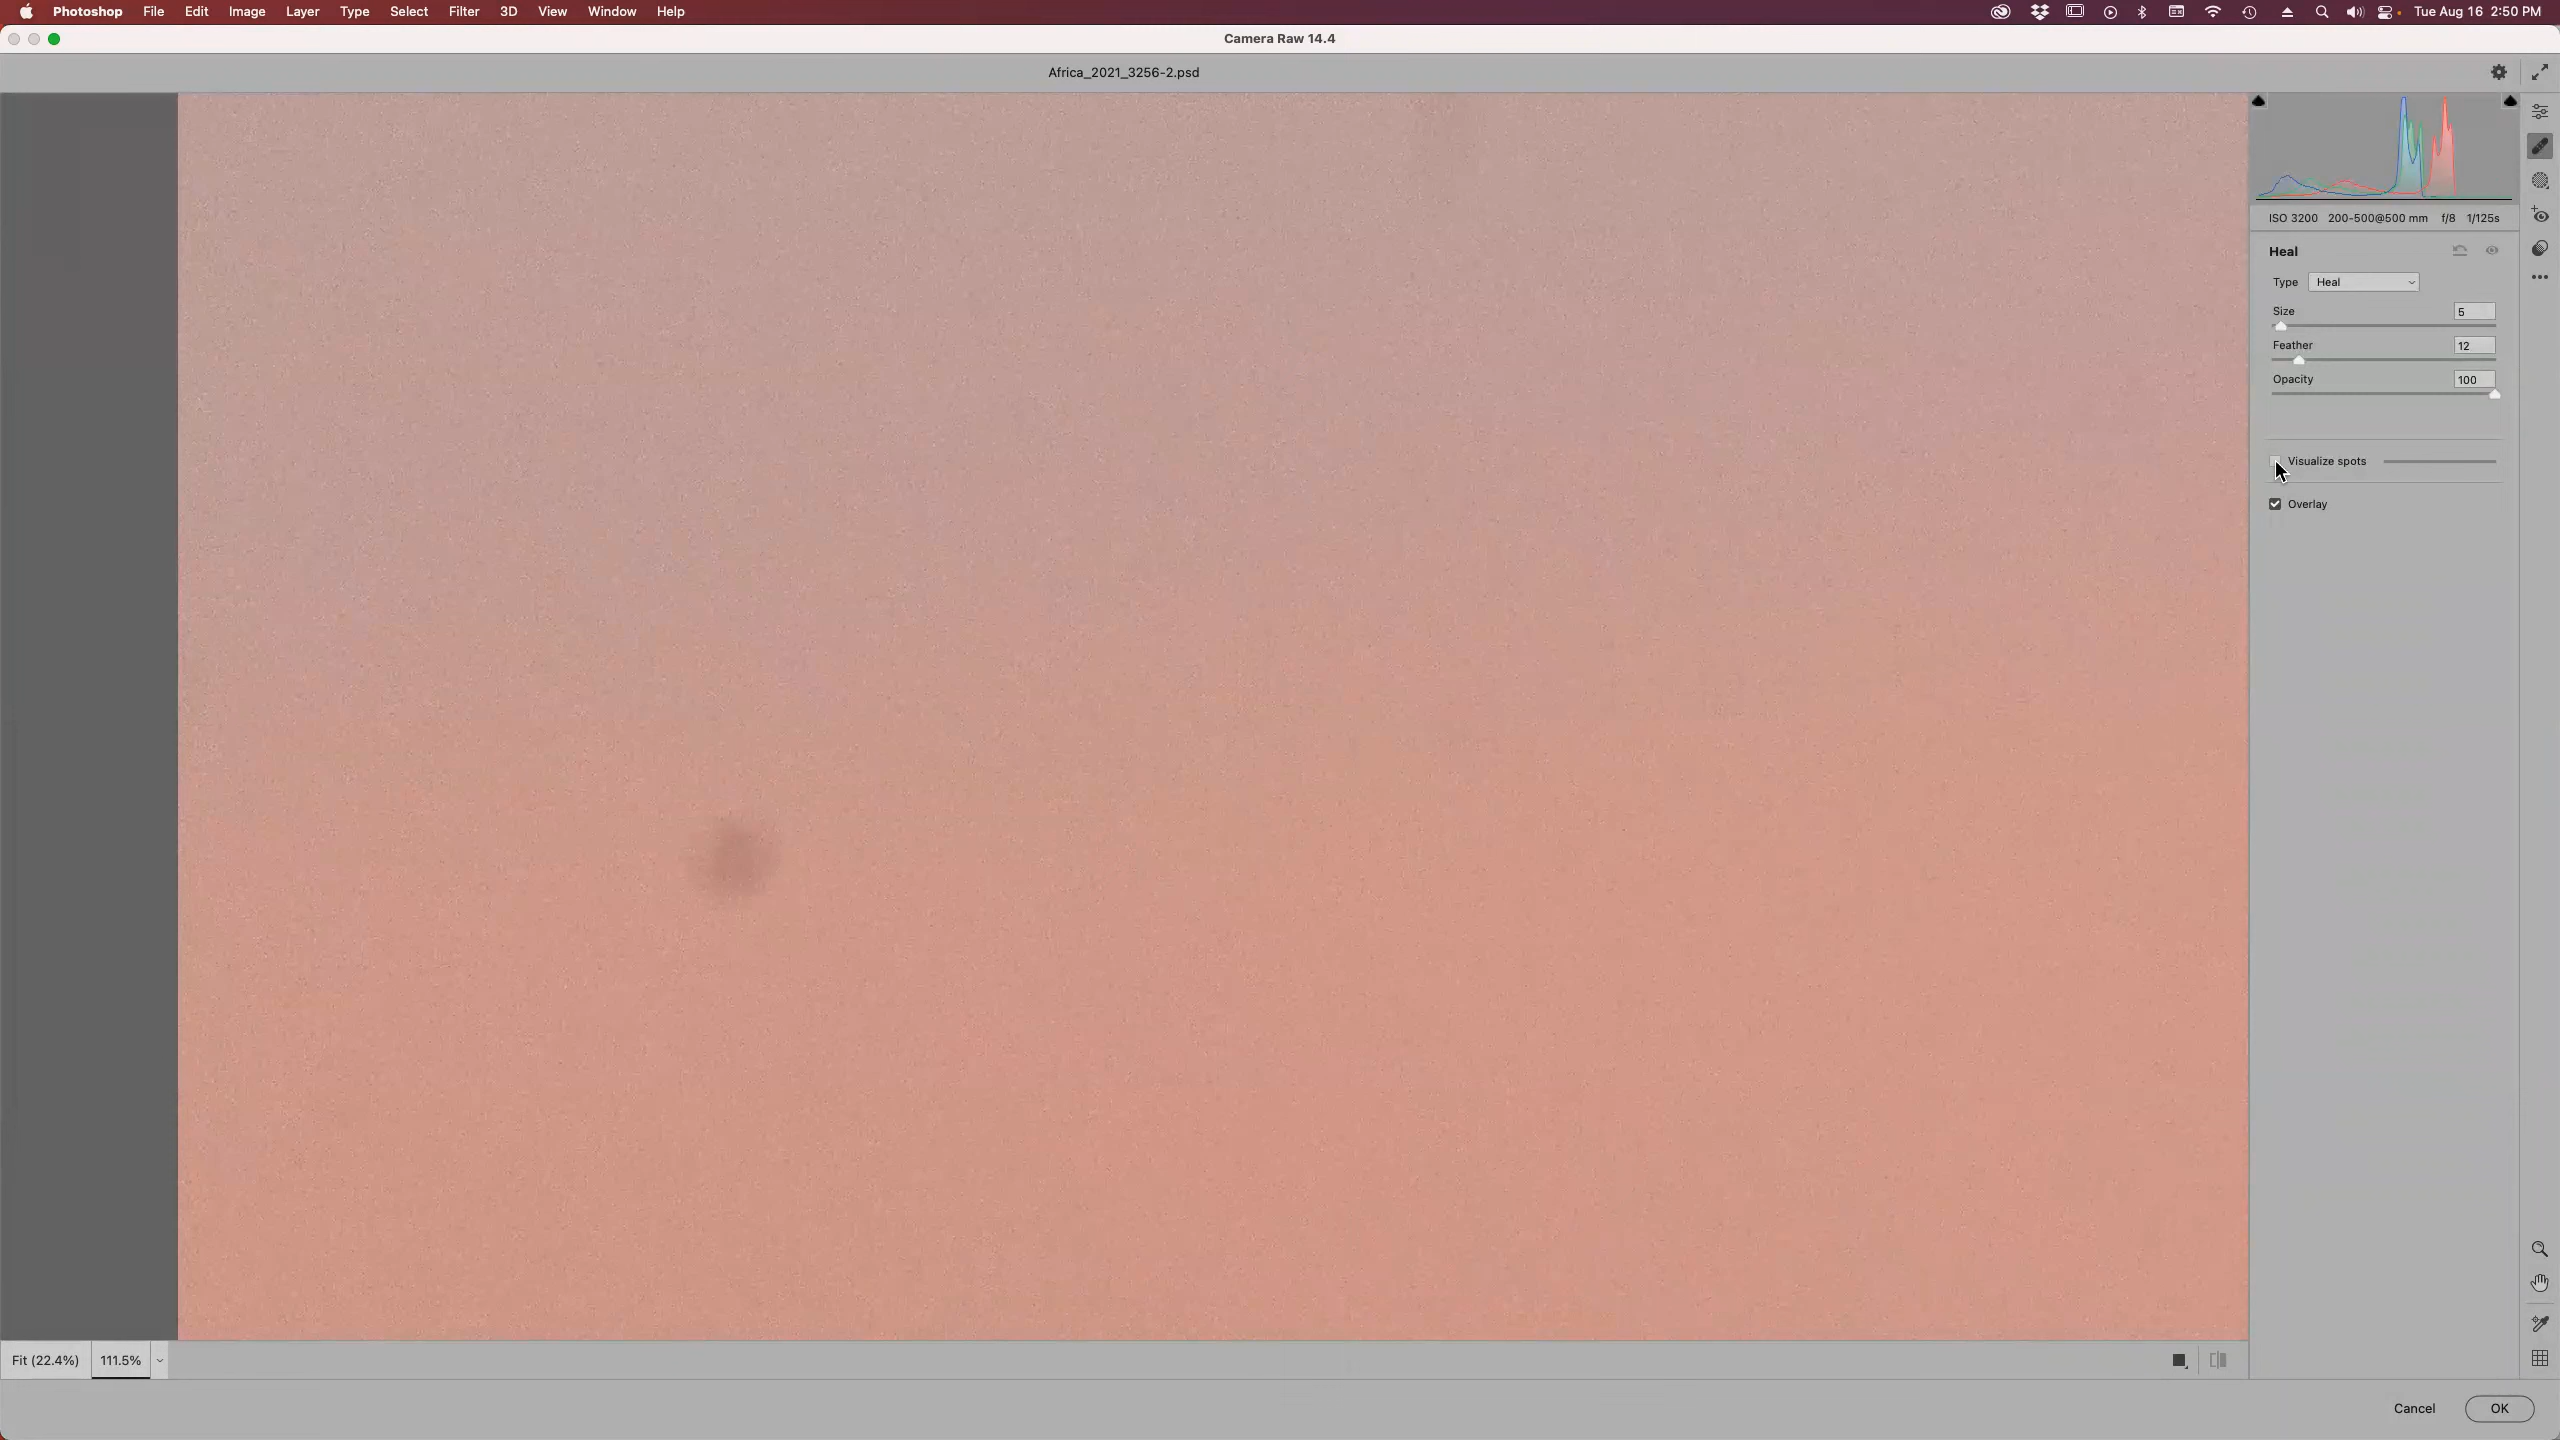 Photoshop File Edit Image Layer Type Select Filter 3D View Window Help Tue Aug 16 2:50 PM
Camera Raw 14.4
Africa_2021_3256-2.psd
ISO 3200 200-500@500 mm f/8 1/125s
Heal
Type Heal
Size 5
Feather 12
Opacity 100
Visualize spots
Overlay
Fit (22.4%) 111.5%
Cancel OK